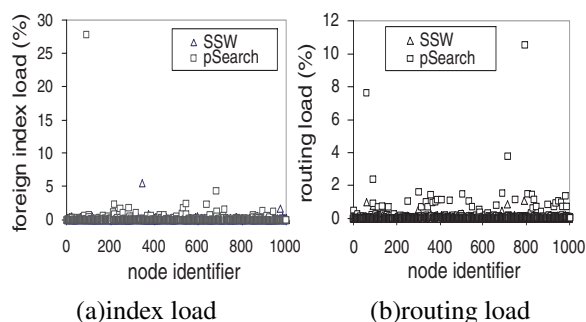 foreign index load (%)
30
25
20
15
10
5
0
SSW
pSearch
0 200 400 600 800 1000
node identifier
(a)index load
routing load (%)
12
10
8
6
4
2
0
SSW
pSearch
0 200 400 600 800 1000
node identifier
(b)routing load